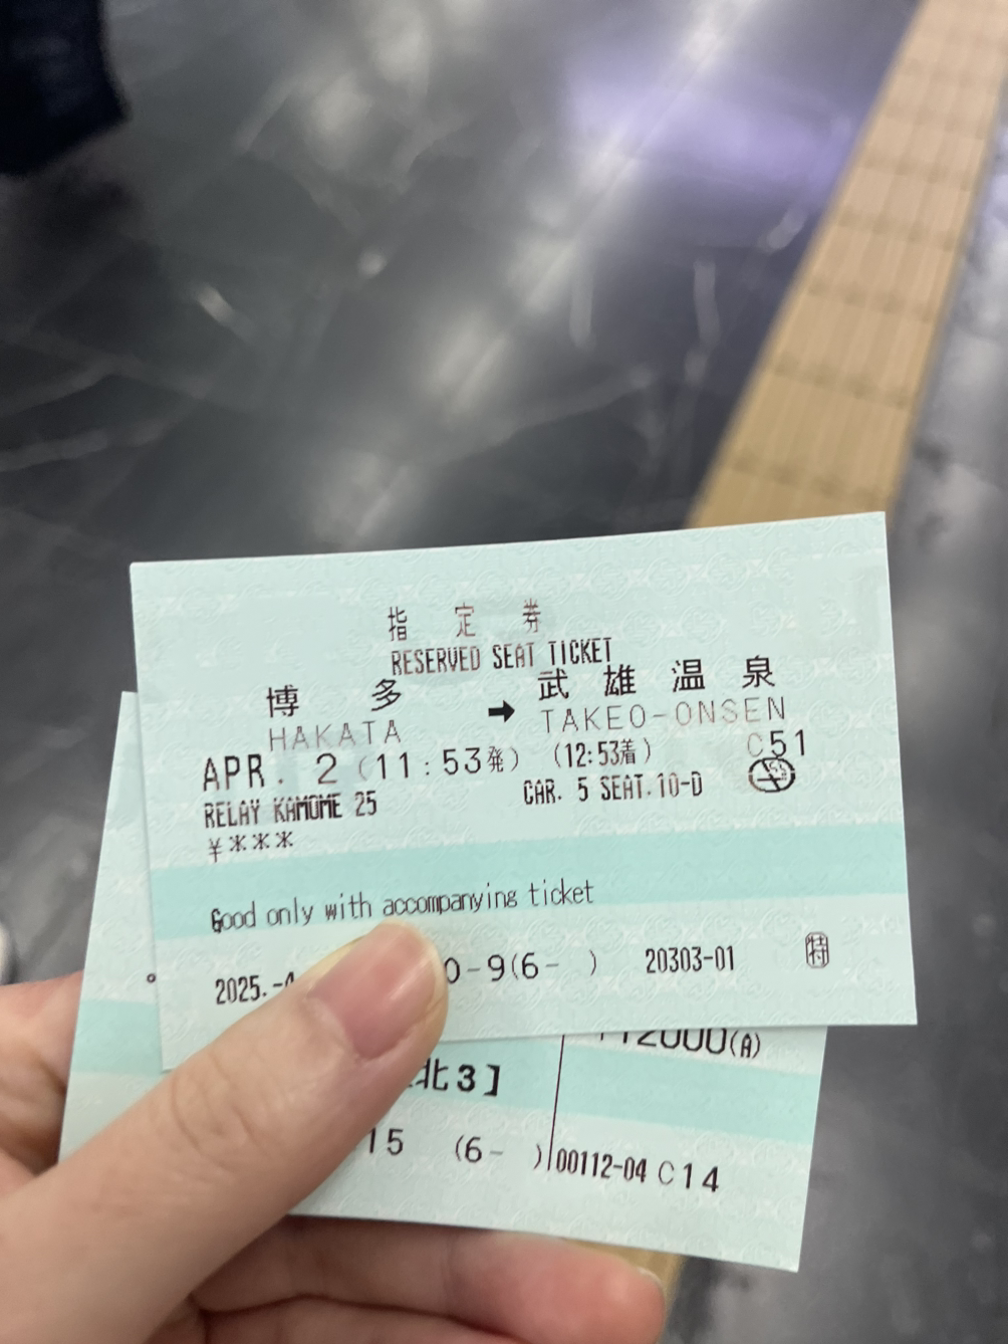 指定券
RESERVED SEAT TICKET
博多 ➡ 武雄温泉
HAKATA TAKEO-ONSEN
APR. 2 (11:53発) (12:53着) C51
RELAY KAMOME 25 CAR. 5 SEAT.10-D
¥***
Good only with accompanying ticket
2025.-4 0-9(6- ) 20303-01 特
12000(A)
北3]
15 (6- ) 00112-04 C14